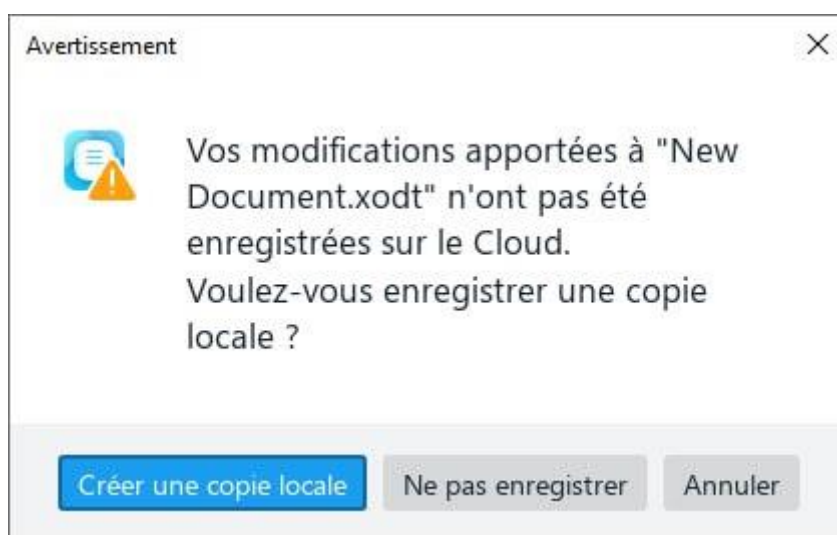 Avertissement
Vos modifications apportées à "New
Document.xodt" n'ont pas été
enregistrées sur le Cloud.
Voulez-vous enregistrer une copie
locale ?
Créer une copie locale Ne pas enregistrer Annuler